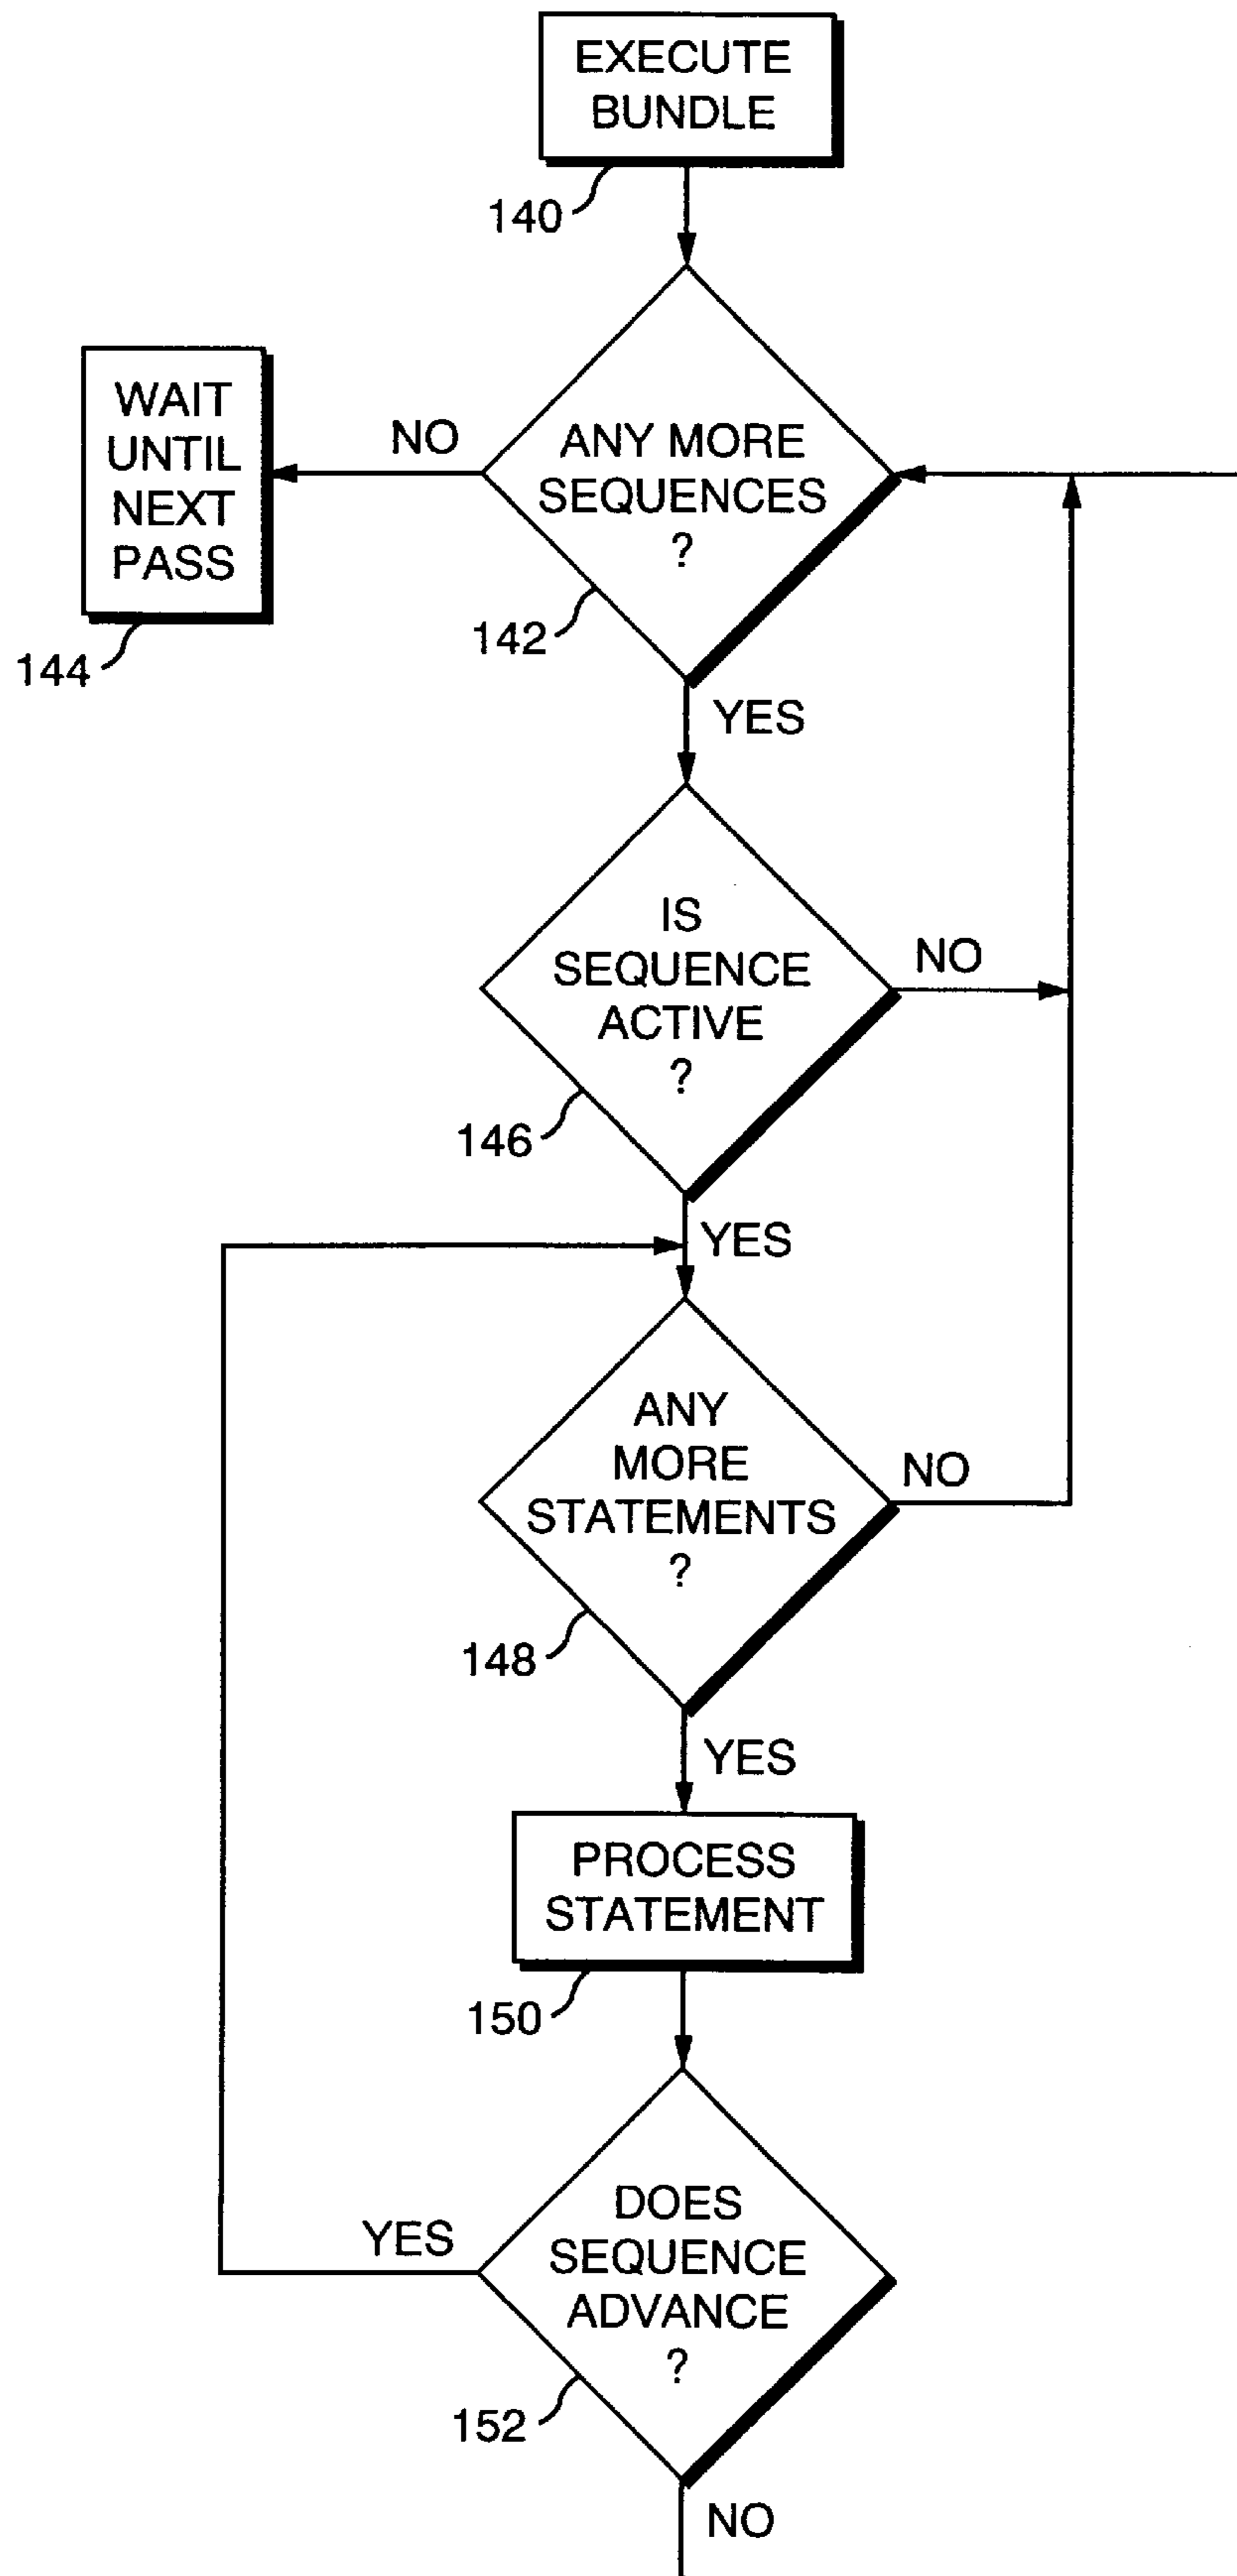 EXECUTE
BUNDLE
140
WAIT
UNTIL
NEXT
PASS
144
NO
ANY MORE
SEQUENCES
?
142
YES
IS
SEQUENCE
ACTIVE
?
NO
146
YES
ANY
MORE
STATEMENTS
?
NO
148
YES
PROCESS
STATEMENT
150
YES
DOES
SEQUENCE
ADVANCE
?
152
NO